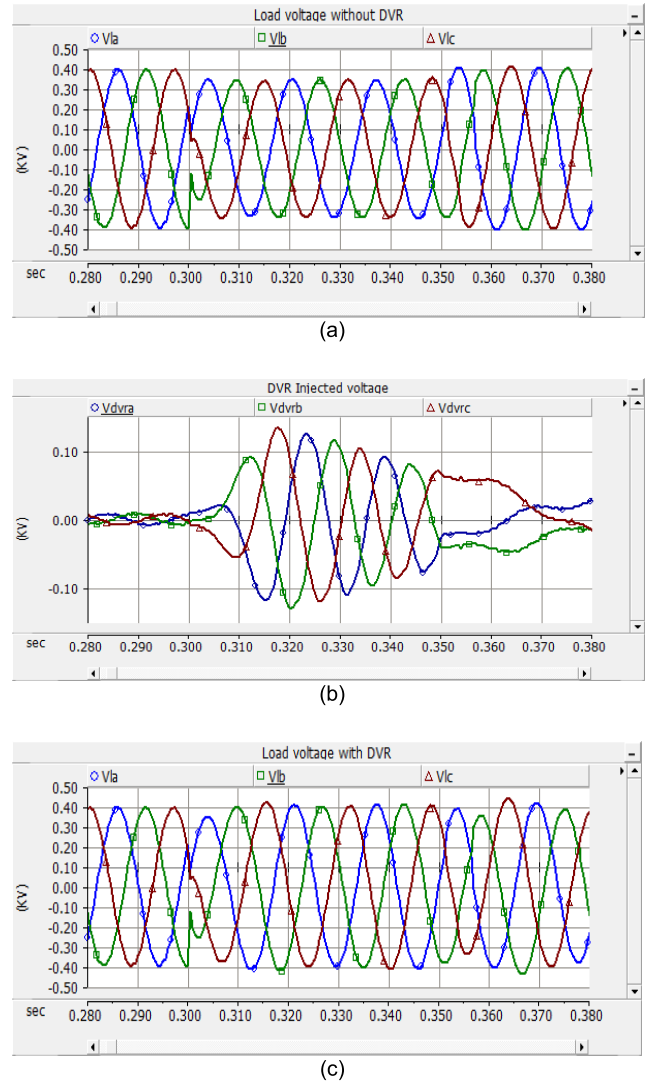 Load voltage without DVR
Vla Vlb Vlc
0.50
0.40
0.30
0.20
0.10
0.00
-0.10
-0.20
-0.30
-0.40
-0.50
(KV)
sec 0.280 0.290 0.300 0.310 0.320 0.330 0.340 0.350 0.360 0.370 0.380
(a)
DVR Injected voltage
Vdvra Vdvrb Vdvrc
0.10
0.00
-0.10
(KV)
sec 0.280 0.290 0.300 0.310 0.320 0.330 0.340 0.350 0.360 0.370 0.380
(b)
Load voltage with DVR
Vla Vlb Vlc
0.50
0.40
0.30
0.20
0.10
0.00
-0.10
-0.20
-0.30
-0.40
-0.50
(KV)
sec 0.280 0.290 0.300 0.310 0.320 0.330 0.340 0.350 0.360 0.370 0.380
(c)